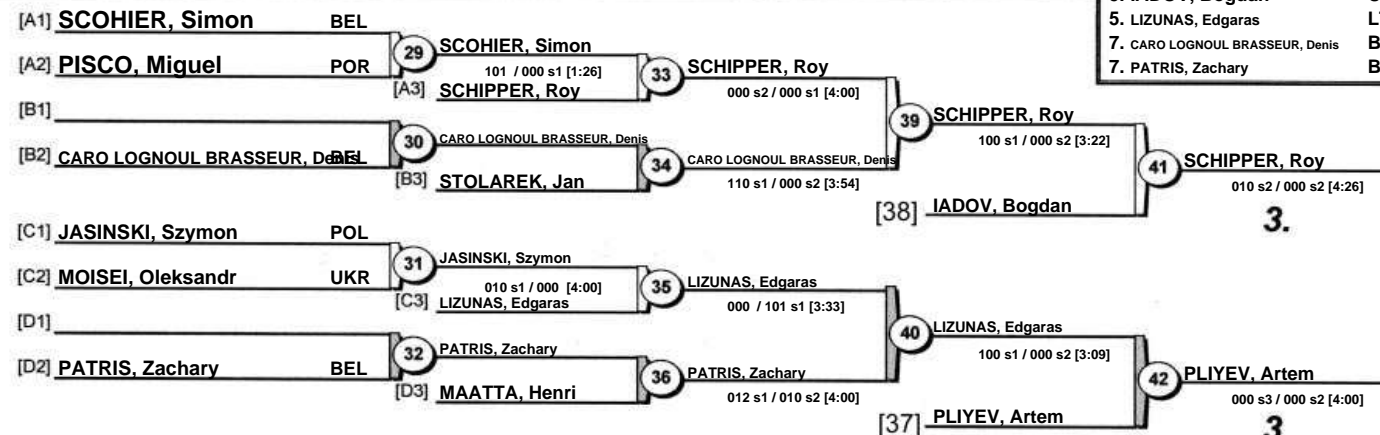 [A1] SCOHIER, Simon BEL
[A2] PISCO, Miguel POR
29 SCOHIER, Simon
101 / 000 s1 [1:26]
[A3] SCHIPPER, Roy
33 SCHIPPER, Roy
000 s2 / 000 s1 [4:00]
[B1]
[B2] CARO LOGNOUL BRASSEUR, Denis BEL
30 CARO LOGNOUL BRASSEUR, Denis
[B3] STOLAREK, Jan
34 CARO LOGNOUL BRASSEUR, Denis
110 s1 / 000 s2 [3:54]
39 SCHIPPER, Roy
100 s1 / 000 s2 [3:22]
[38] IADOV, Bogdan
41 SCHIPPER, Roy
010 s2 / 000 s2 [4:26]
3.
[C1] JASINSKI, Szymon POL
[C2] MOISEI, Oleksandr UKR
31 JASINSKI, Szymon
010 s1 / 000 [4:00]
[C3] LIZUNAS, Edgaras
35 LIZUNAS, Edgaras
000 / 101 s1 [3:33]
[D1]
[D2] PATRIS, Zachary BEL
32 PATRIS, Zachary
[D3] MAATTA, Henri
36 PATRIS, Zachary
012 s1 / 010 s2 [4:00]
40 LIZUNAS, Edgaras
100 s1 / 000 s2 [3:09]
[37] PLIYEV, Artem
42 PLIYEV, Artem
000 s3 / 000 s2 [4:00]
3
5. LIZUNAS, Edgaras
7. CARO LOGNOUL BRASSEUR, Denis B
7. PATRIS, Zachary B